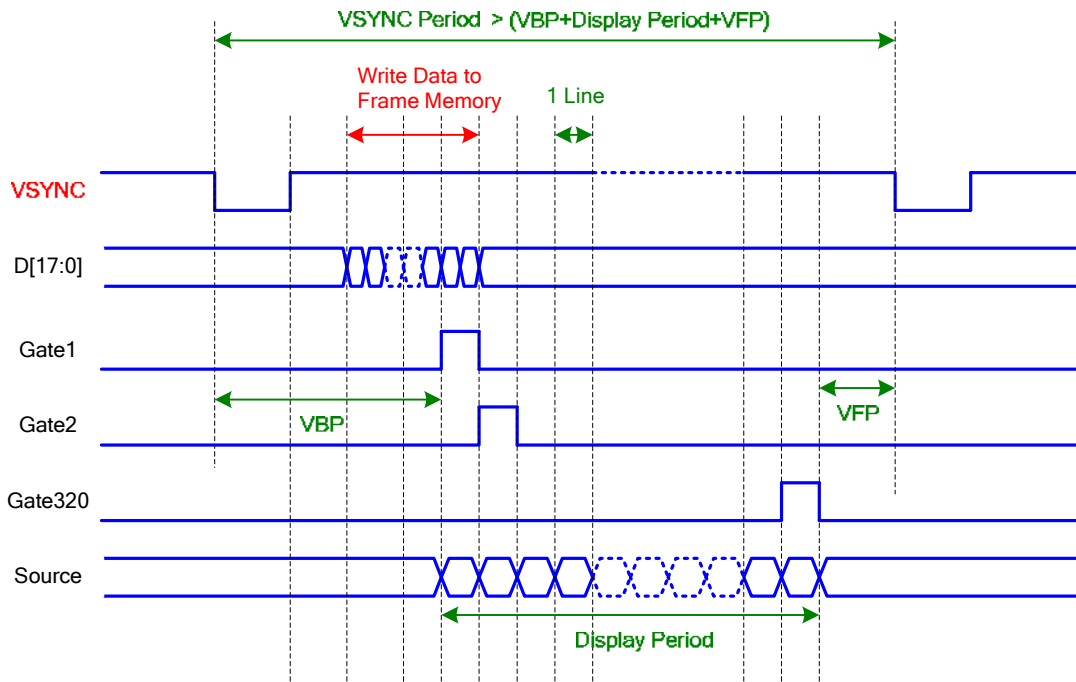 VSYNC Period > (VBP+Display Period+VFP)
Write Data to
Frame Memory
1 Line
VSYNC
D[17:0]
Gate1
VBP
VFP
Gate2
Gate320
Source
Display Period